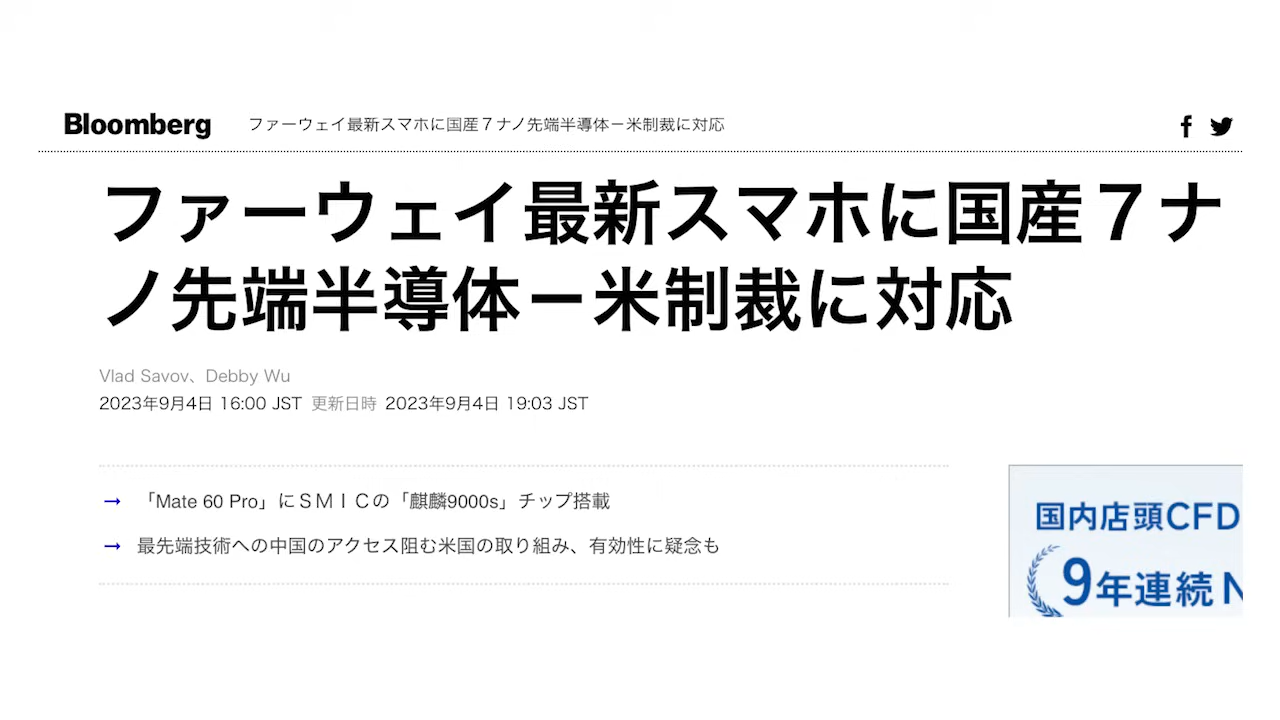 Bloomberg ファーウェイ最新スマホに国産７ナノ先端半導体－米制裁に対応
ファーウェイ最新スマホに国産７ナ
ノ先端半導体－米制裁に対応
Vlad Savov、Debby Wu
2023年9月4日 16:00 JST 更新日時 2023年9月4日 19:03 JST
→ 「Mate 60 Pro」にＳＭＩＣの「麒麟9000s」チップ搭載
→ 最先端技術への中国のアクセス阻む米国の取り組み、有効性に疑念も
国内店頭CFD
9年連続N